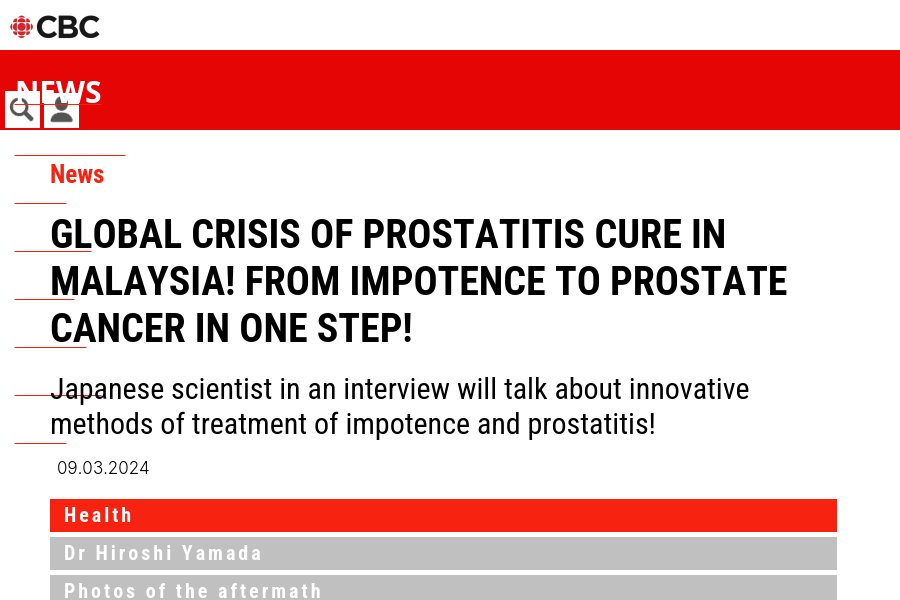 CBC
NEWS
News
GLOBAL CRISIS OF PROSTATITIS CURE IN
MALAYSIA! FROM IMPOTENCE TO PROSTATE
CANCER IN ONE STEP!
Japanese scientist in an interview will talk about innovative
methods of treatment of impotence and prostatitis!
09.03.2024
Health
Dr Hiroshi Yamada
Photos of the aftermath